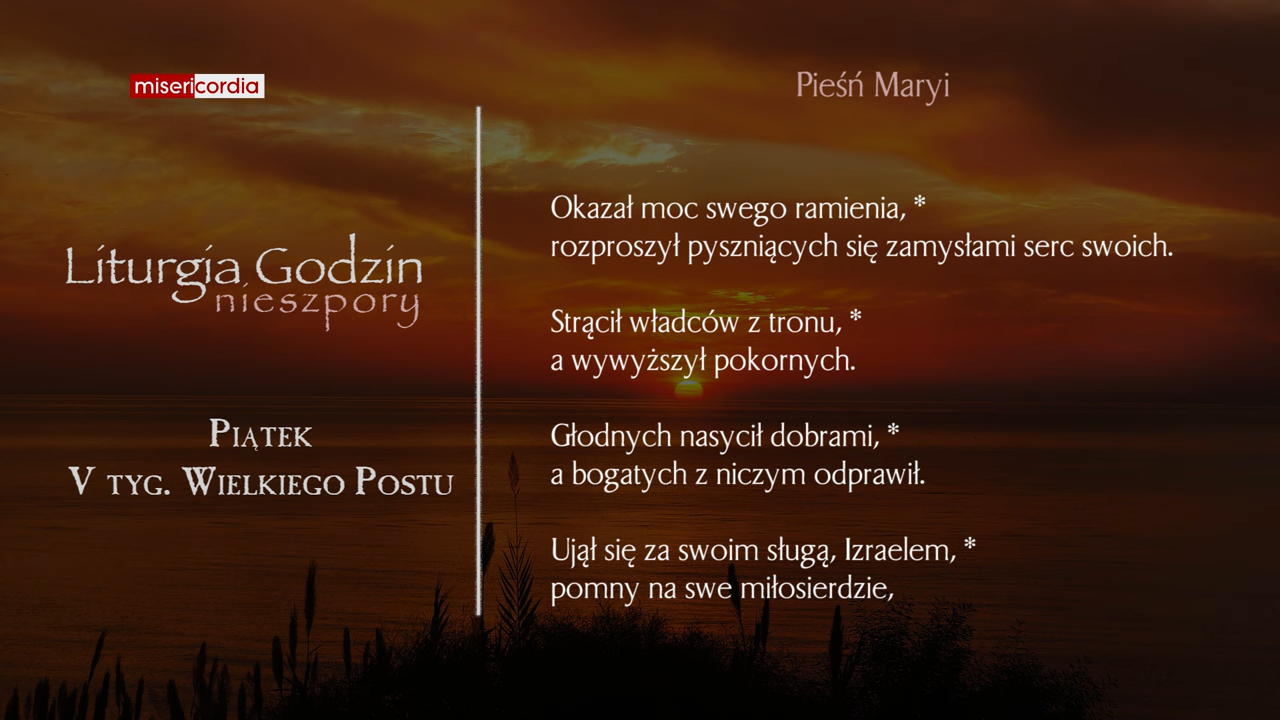 misericordia
Liturgia Godzin
nieszpory
Piątek
V tyg. Wielkiego Postu
Pieśń Maryi
Okazał moc swego ramienia, *
rozproszył pyszniących się zamysłami serc swoich.
Strącił władców z tronu, *
a wywyższył pokornych.
Głodnych nasycił dobrami, *
a bogatych z niczym odprawił.
Ujął się za swoim sługą, Izraelem, *
pomny na swe miłosierdzie,